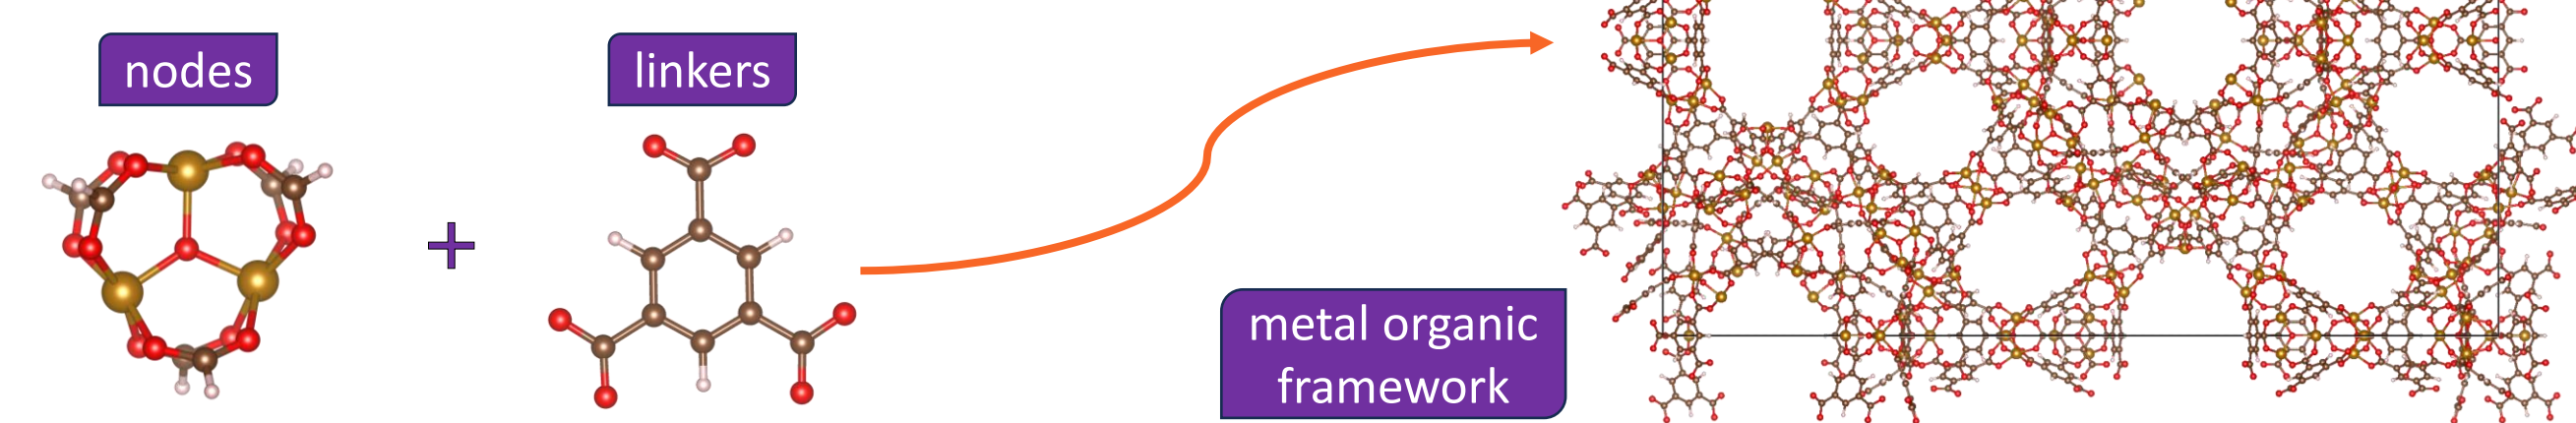 nodes
+
linkers
metal organic
framework